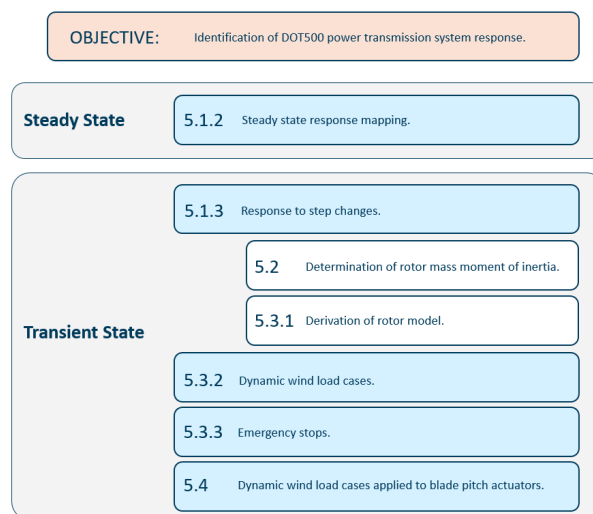 OBJECTIVE: Identification of DOT500 power transmission system response.
Steady State
5.1.2 Steady state response mapping.
Transient State
5.1.3 Response to step changes.
5.2 Determination of rotor mass moment of inertia.
5.3.1 Derivation of rotor model.
5.3.2 Dynamic wind load cases.
5.3.3 Emergency stops.
5.4 Dynamic wind load cases applied to blade pitch actuators.